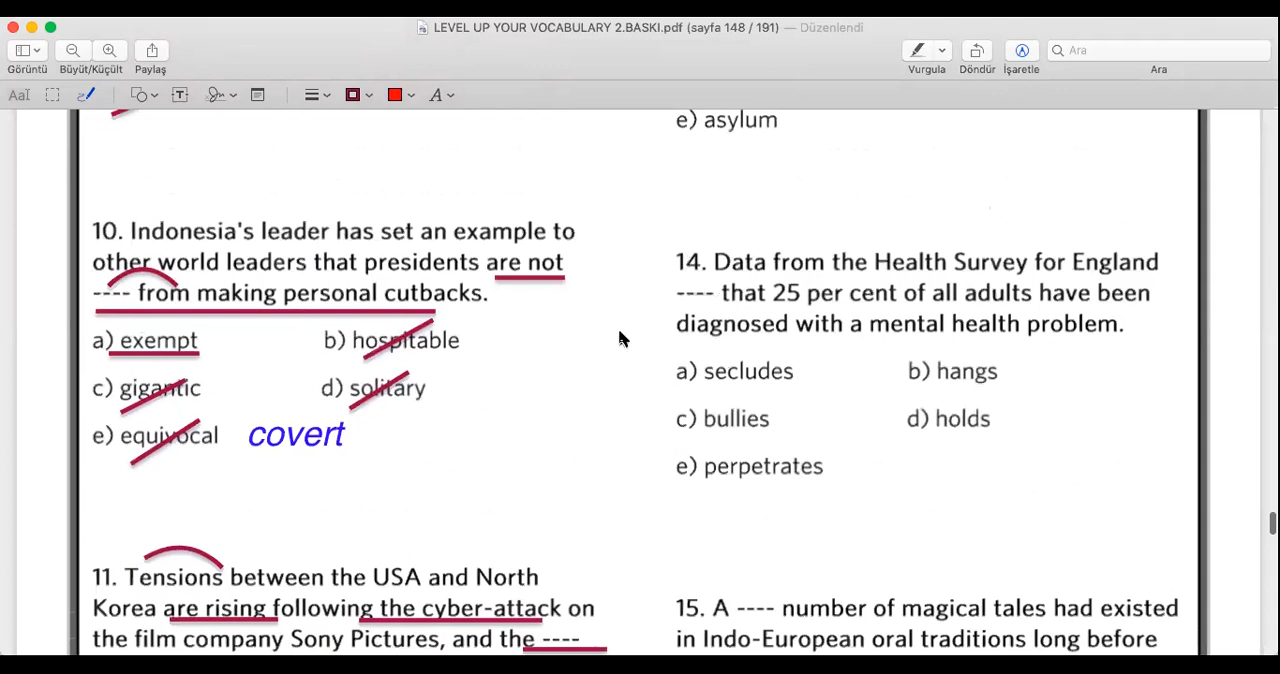 LEVEL UP YOUR VOCABULARY 2.BASKI.pdf (sayfa 148 / 191) — Düzenlendi
Görüntü Büyüt/Küçült Paylaş Vurgula Döndür İşaretle Ara
Ara
e) asylum
10. Indonesia's leader has set an example to
other world leaders that presidents are not
---- from making personal cutbacks.
a) exempt b) hospitable
c) gigantic d) solitary
e) equivocal covert
11. Tensions between the USA and North
Korea are rising following the cyber-attack on
the film company Sony Pictures, and the ----
14. Data from the Health Survey for England
---- that 25 per cent of all adults have been
diagnosed with a mental health problem.
a) secludes b) hangs
c) bullies d) holds
e) perpetrates
15. A ---- number of magical tales had existed
in Indo-European oral traditions long before